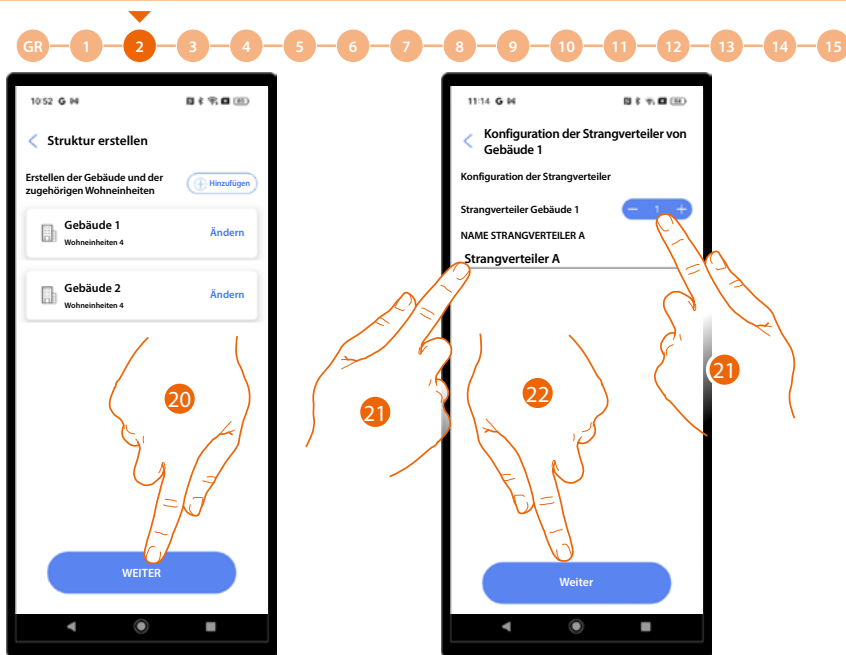 GR 1 2 3 4 5 6 7 8 9 10 11 12 13 14 15
10:52
Struktur erstellen
Erstellen der Gebäude und der
zugehörigen Wohneinheiten
Hinzufügen
Gebäude 1
Wohneinheiten 4
Ändern
Gebäude 2
Wohneinheiten 4
Ändern
20
WEITER
11:14
Konfiguration der Strangverteiler von
Gebäude 1
Konfiguration der Strangverteiler
Strangverteiler Gebäude 1
1
NAME STRANGVERTEILER A
Strangverteiler A
21
21
22
Weiter